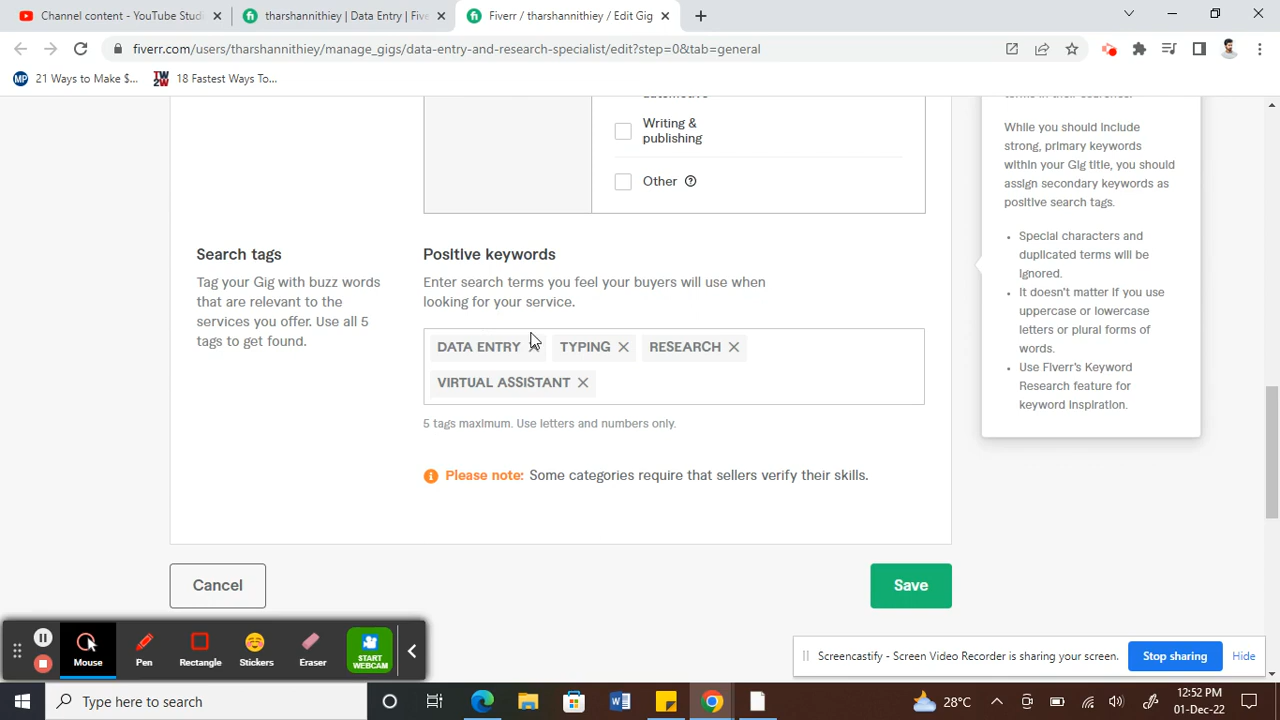 Channel content - YouTube Studi
tharshannithiey | Data Entry | Fi
Fiverr / tharshannithiey / Edit Gig
fiverr.com/users/tharshannithiey/manage_gigs/data-entry-and-research-specialist/edit?step=0&tab=general
MP 21 Ways to Make $...
18 Fastest Ways To...
Writing &
publishing
Other
terms in their searches.
While you should include
strong, primary keywords
within your Gig title, you should
assign secondary keywords as
positive search tags.
• Special characters and
duplicated terms will be
ignored.
• It doesn't matter if you use
uppercase or lowercase
letters or plural forms of
words.
• Use Fiverr's Keyword
Research feature for
keyword inspiration.
Search tags
Tag your Gig with buzz words
that are relevant to the
services you offer. Use all 5
tags to get found.
Positive keywords
Enter search terms you feel your buyers will use when
looking for your service.
DATA ENTRY TYPING RESEARCH
VIRTUAL ASSISTANT
5 tags maximum. Use letters and numbers only.
Please note: Some categories require that sellers verify their skills.
Cancel
Save
Mouse
Pen
Rectangle
Stickers
Eraser
START
WEBCAM
Screencastify - Screen Video Recorder is sharing your screen.
Stop sharing
Hide
Type here to search
28°C
12:52 PM
01-Dec-22